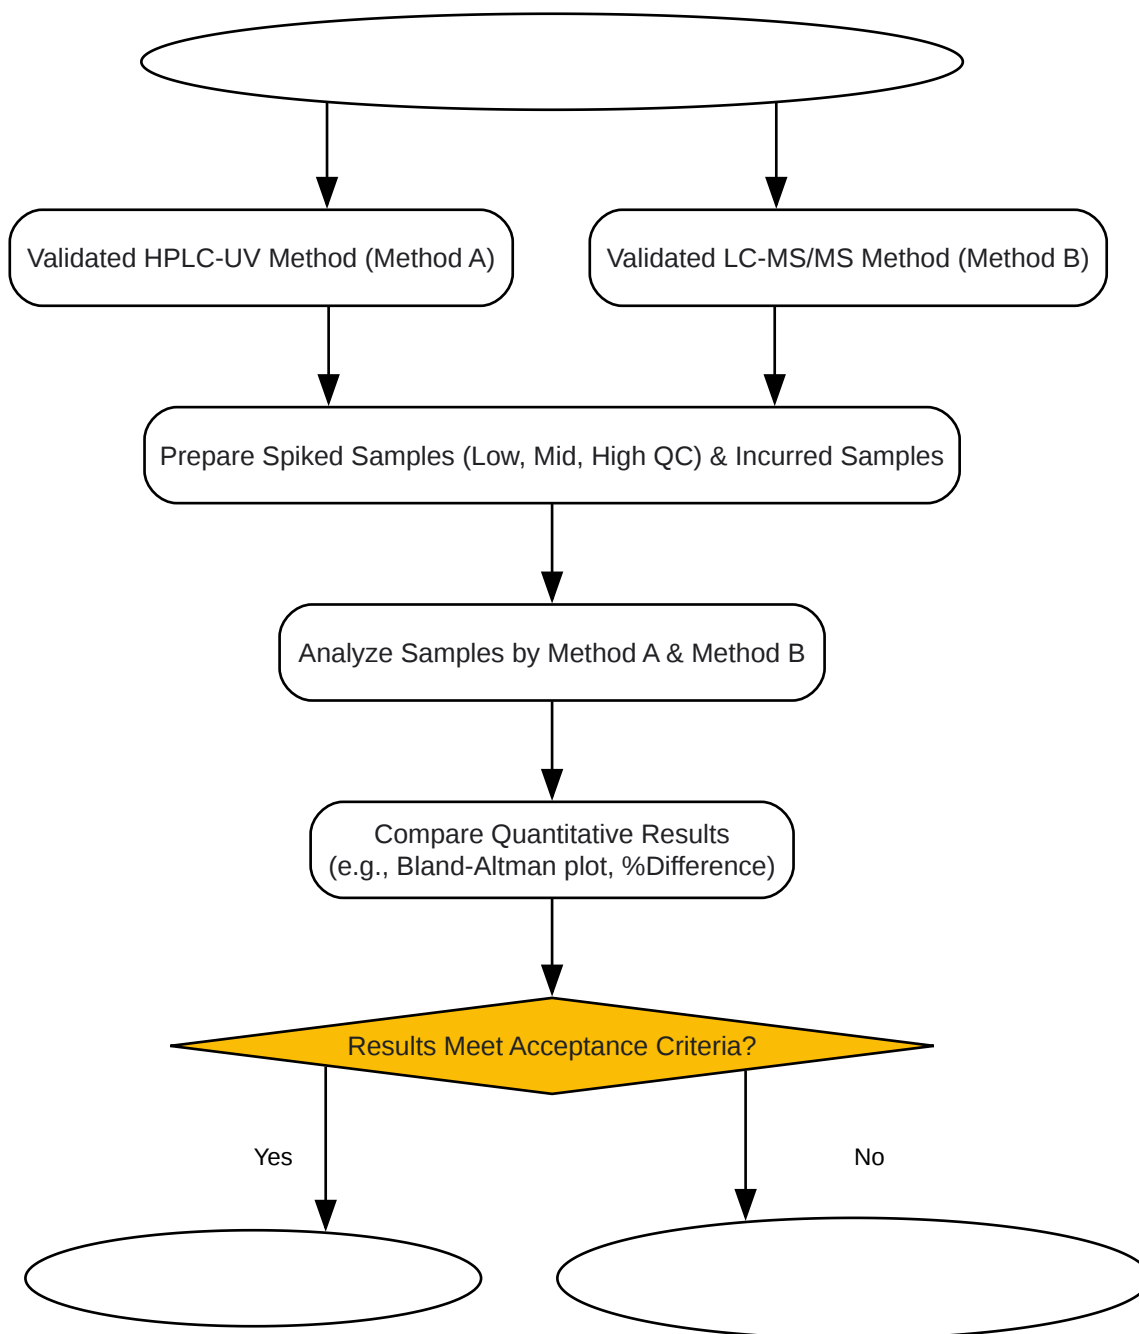 Validated HPLC-UV Method (Method A)
Validated LC-MS/MS Method (Method B)
Prepare Spiked Samples (Low, Mid, High QC) & Incurred Samples
Analyze Samples by Method A & Method B
Compare Quantitative Results
(e.g., Bland-Altman plot, %Difference)
Results Meet Acceptance Criteria?
Yes
No